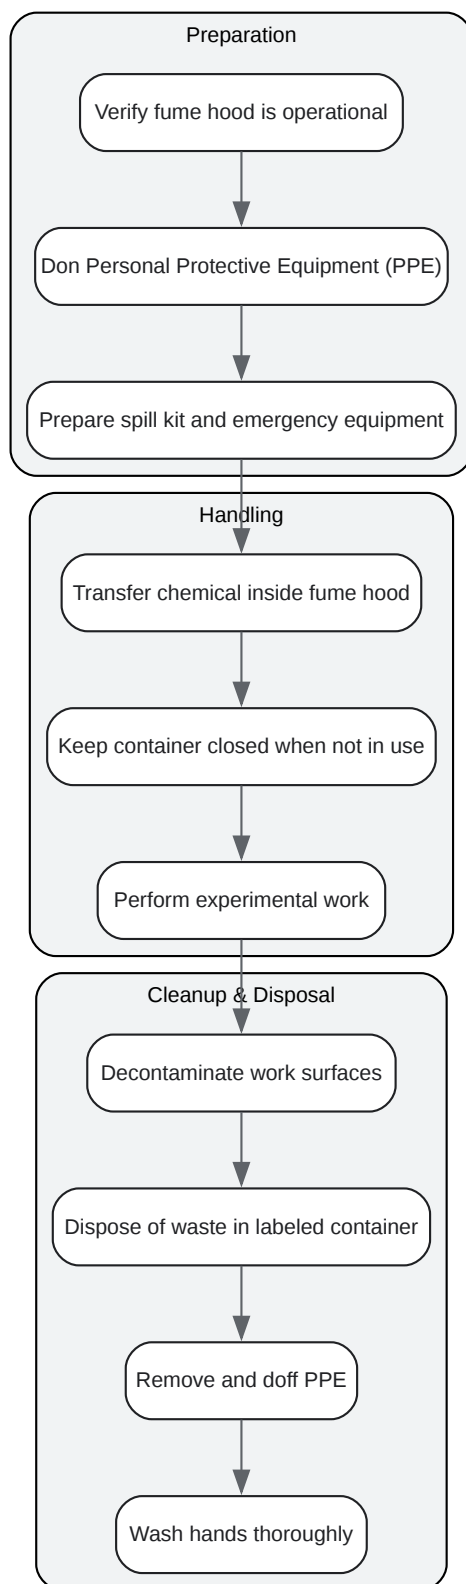 Preparation
Verify fume hood is operational
Don Personal Protective Equipment (PPE)
Prepare spill kit and emergency equipment
Handling
Transfer chemical inside fume hood
Keep container closed when not in use
Perform experimental work
Cleanup & Disposal
Decontaminate work surfaces
Dispose of waste in labeled container
Remove and doff PPE
Wash hands thoroughly